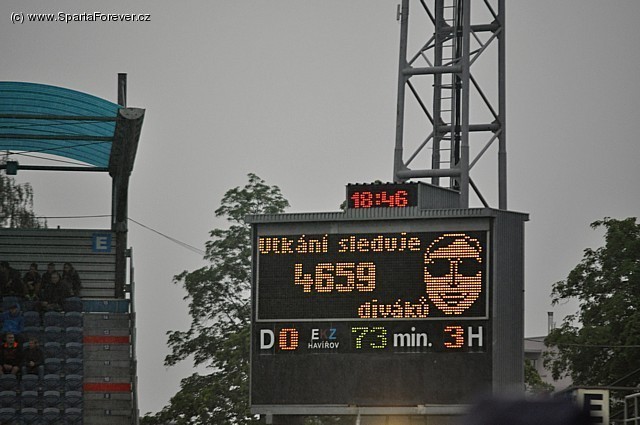 (c) www.SpartaForever.cz
18:46
Utkání sleduje
4659
diváků
D 0 EKZ HAVÍŘOV 73 min. 3 H
E
E